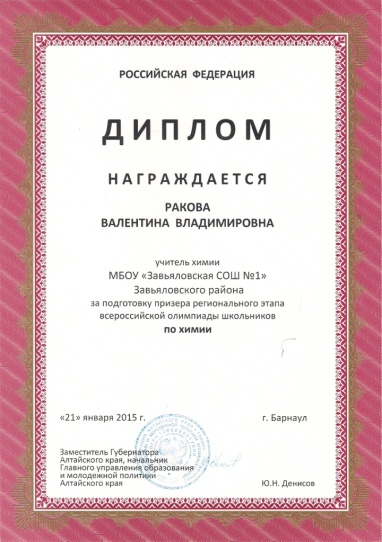 РОССИЙСКАЯ ФЕДЕРАЦИЯ
ДИПЛОМ
НАГРАЖДАЕТСЯ
РАКОВА
ВАЛЕНТИНА ВЛАДИМИРОВНА
учитель химии
МБОУ «Завьяловская СОШ №1»
Завьяловского района
за подготовку призера регионального этапа
всероссийской олимпиады школьников
по химии
«21» января 2015 г. г. Барнаул
Заместитель Губернатора
Алтайского края, начальник
Главного управления образования
и молодежной политики
Алтайского края Ю.Н. Денисов